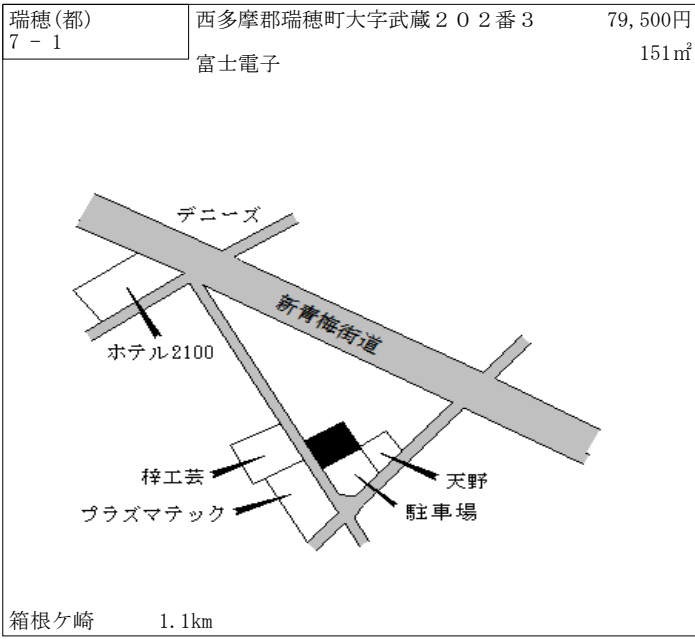 瑞穂(都)
7 - 1
西多摩郡瑞穂町大字武蔵２０２番３
79,500円
151㎡
富士電子
デニーズ
新青梅街道
ホテル2100
梓工芸
天野
プラズマテック
駐車場
箱根ケ崎 1.1km